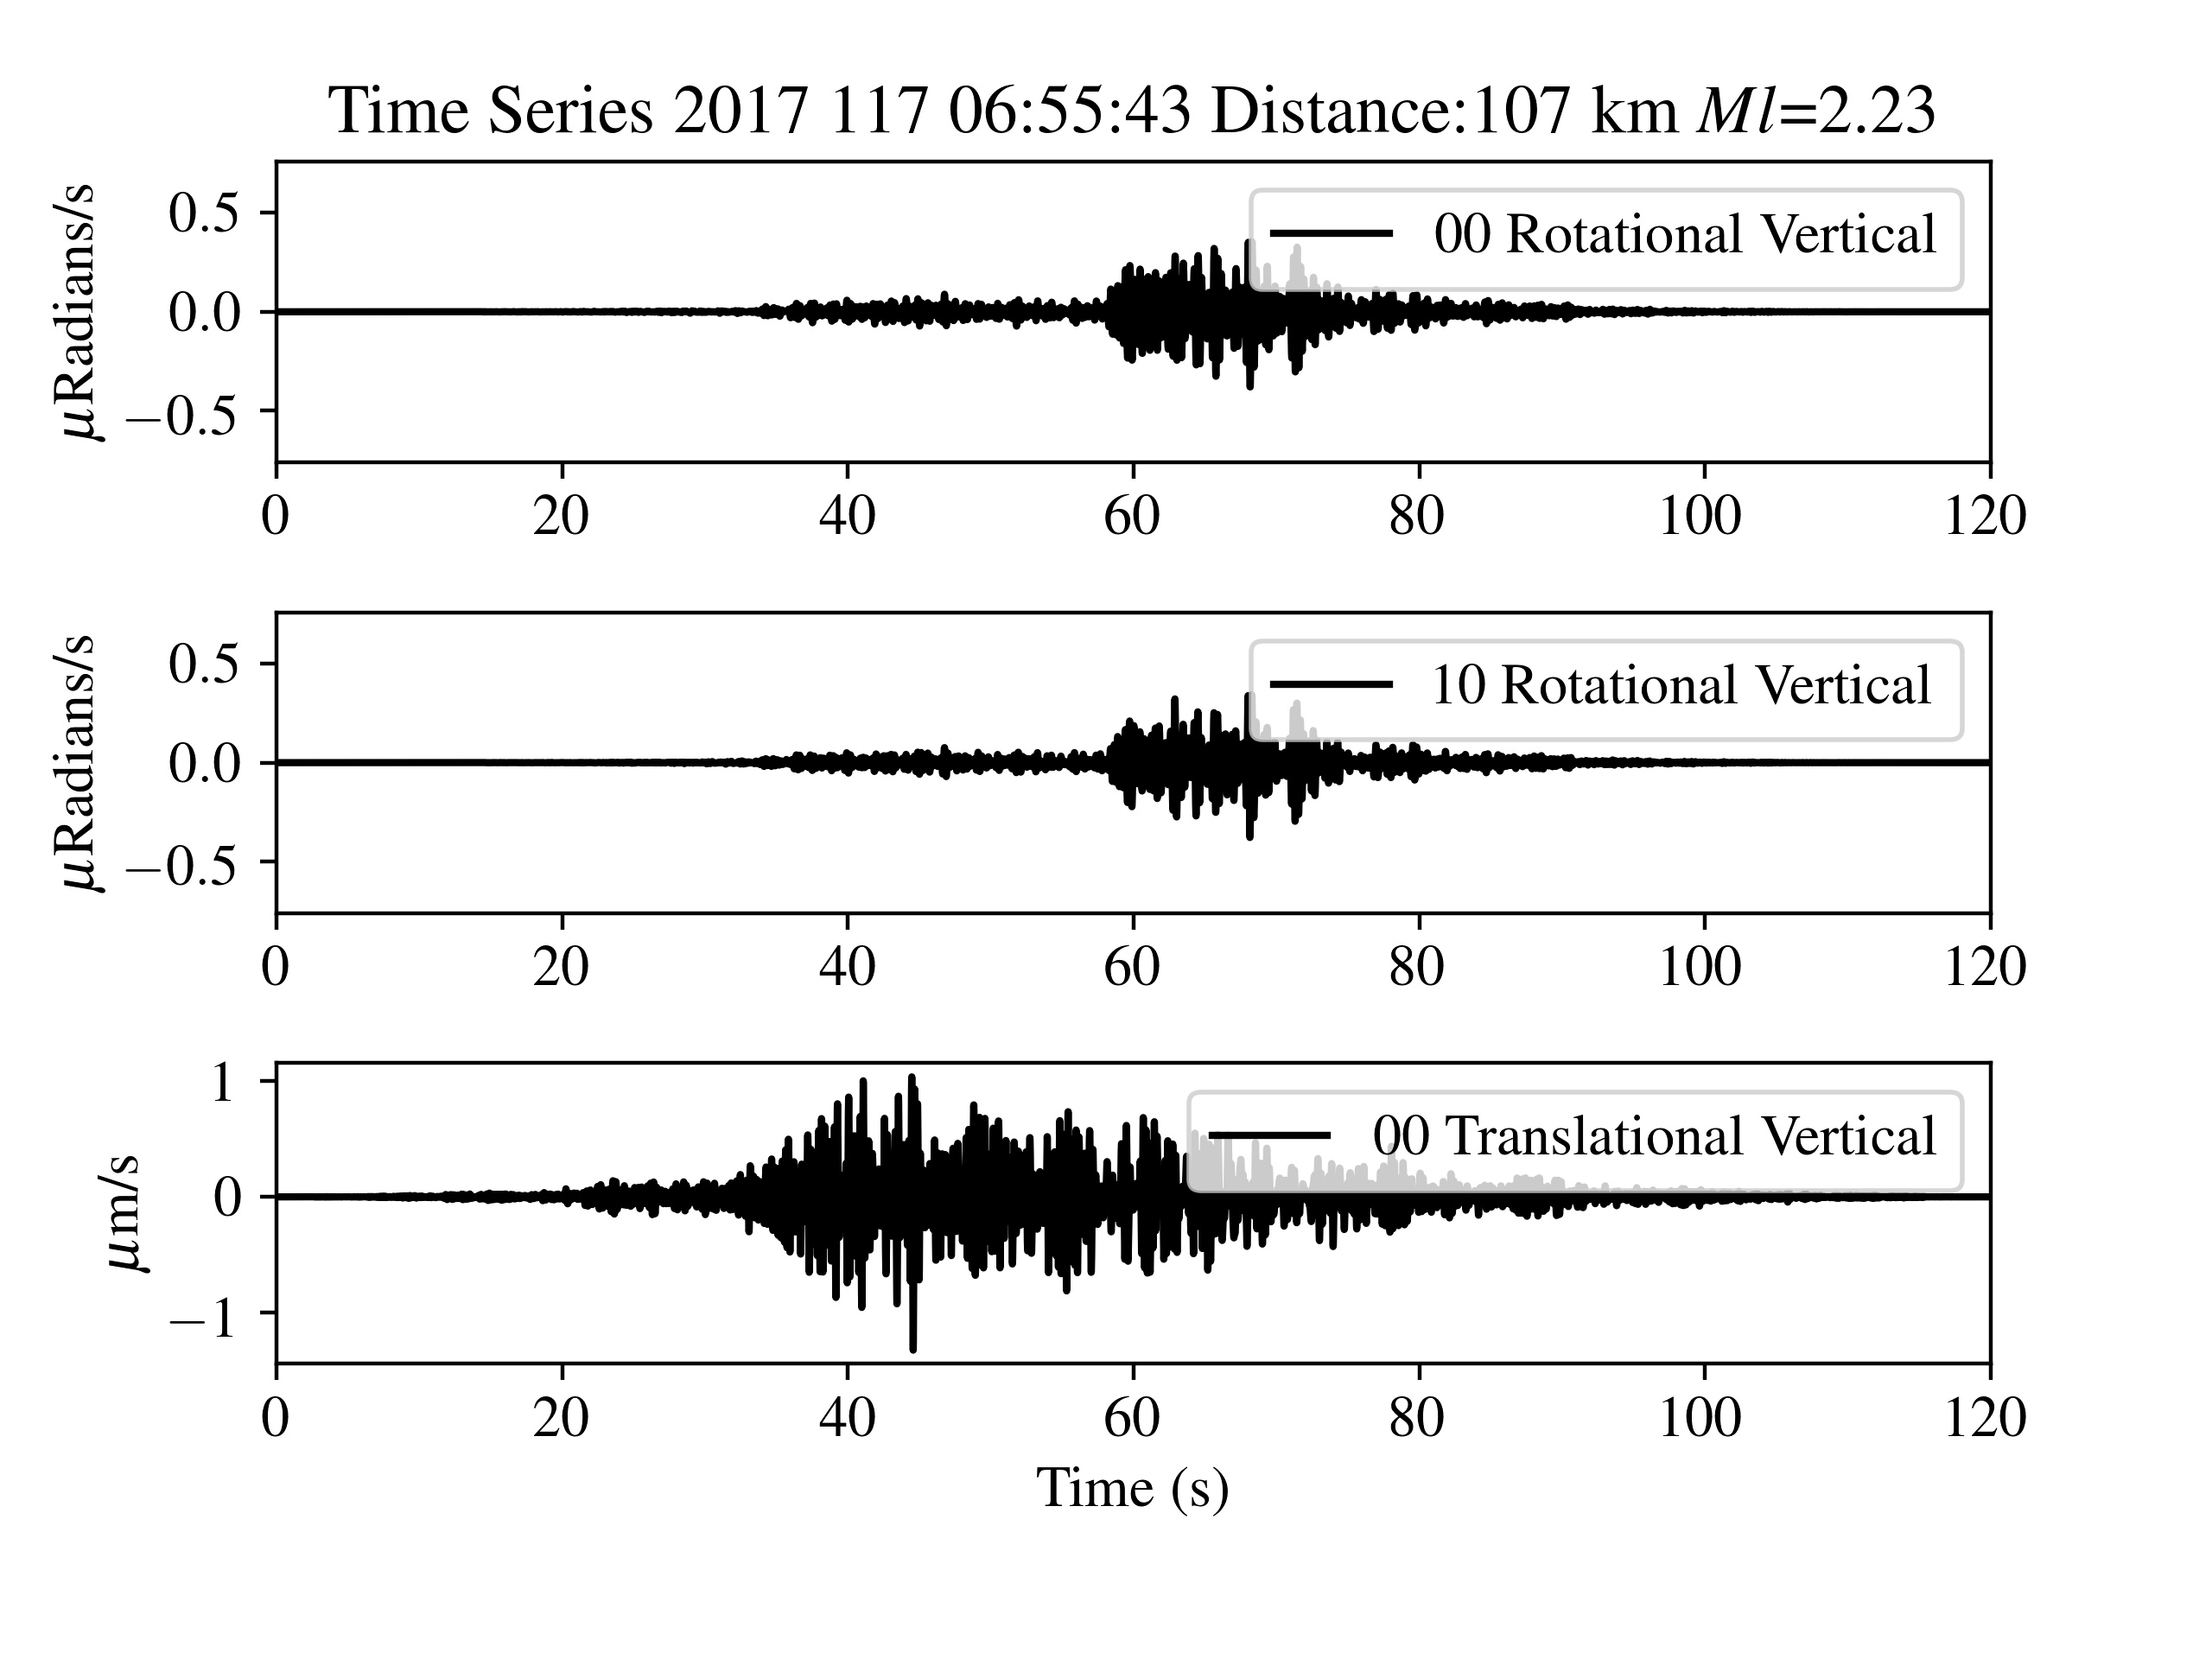 Time Series 2017 117 06:55:43 Distance:107 km Ml=2.23
μRadians/s
0.5
0.0
−0.5
00 Rotational Vertical
0 20 40 60 80 100 120
μRadians/s
0.5
0.0
−0.5
10 Rotational Vertical
0 20 40 60 80 100 120
μm/s
1
0
−1
00 Translational Vertical
0 20 40 60 80 100 120
Time (s)